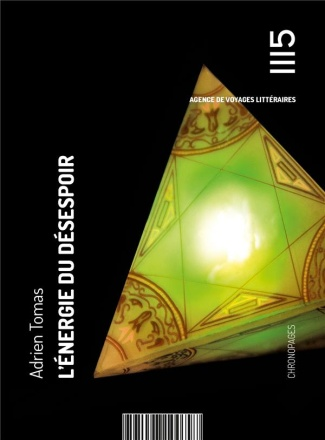 1115
AGENCE DE VOYAGES LITTÉRAIRES
Adrien Tomas
L'ÉNERGIE DU DÉSESPOIR
CHRONOPAGES